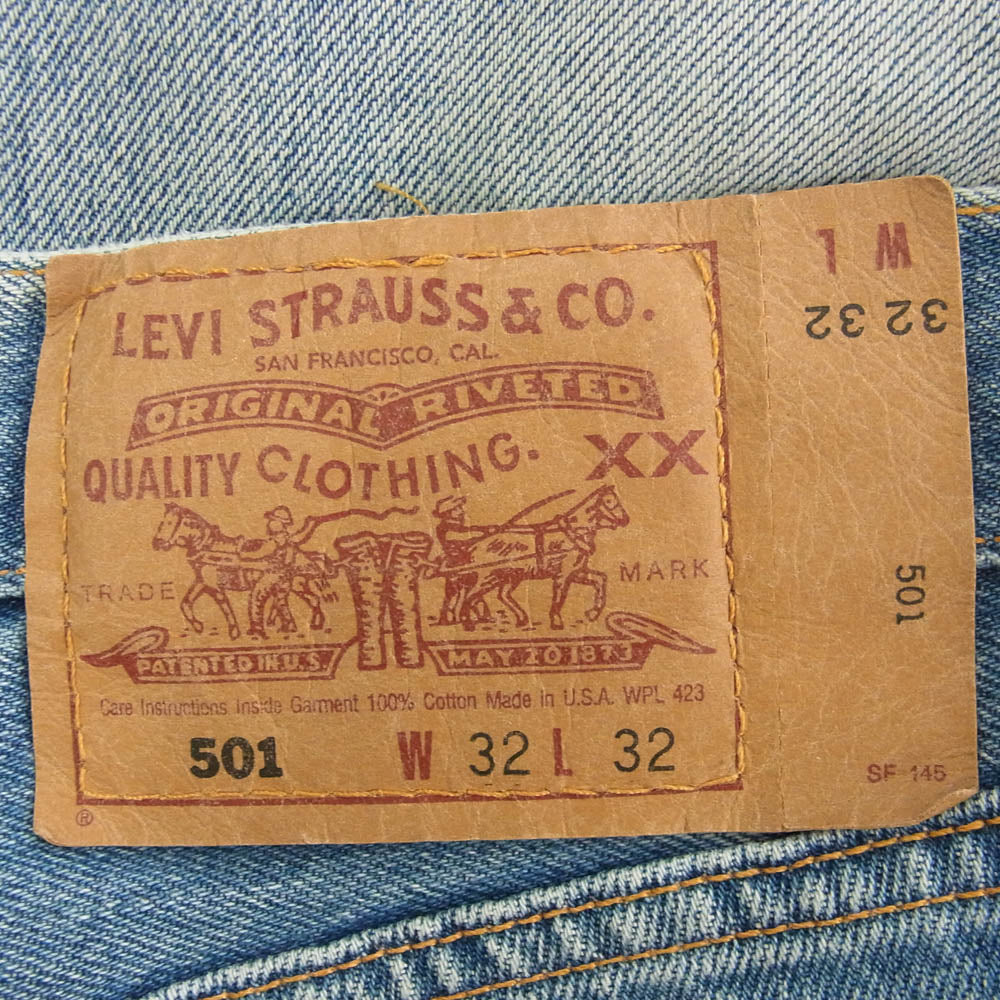 LEVI STRAUSS & CO.
SAN FRANCISCO, CAL.
ORIGINAL RIVETED
QUALITY CLOTHING. XX
TRADE MARK
PATENTED IN U.S. MAY 20 1873
Care Instructions Inside Garment 100% Cotton Made in U.S.A. WPL 423
501 W 32 L 32
®
W L
32 32
501
SF 145